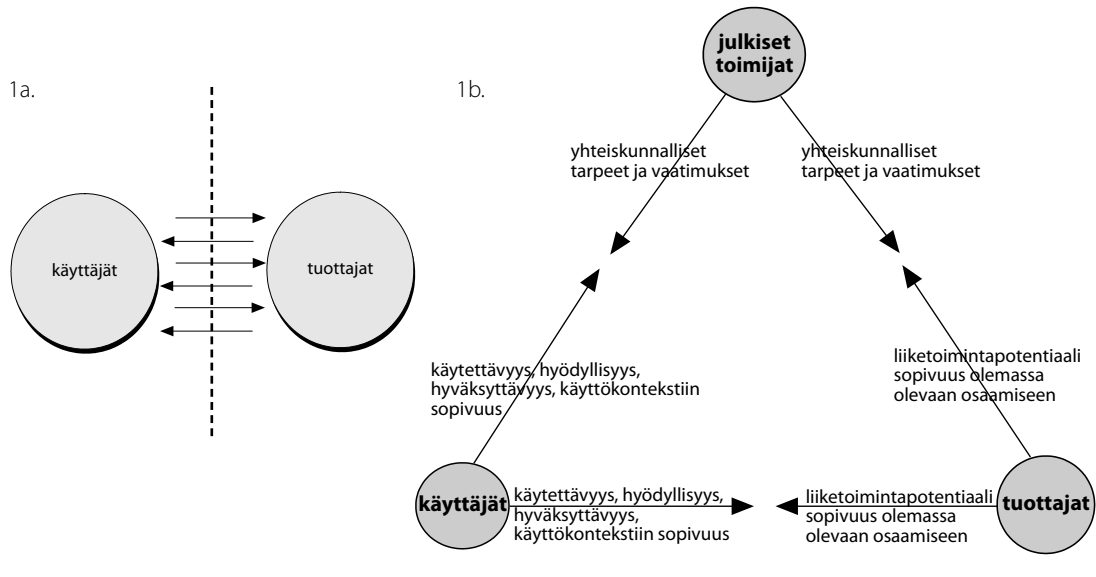 1a.
käyttäjät
tuottajat
1b.
julkiset
toimijat
yhteiskunnalliset
tarpeet ja vaatimukset
yhteiskunnalliset
tarpeet ja vaatimukset
käytettävyys, hyödyllisyys,
hyväksyttävyys, käyttökontekstiin
sopivuus
liiketoimintapotentiaali
sopivuus olemassa
olevaan osaamiseen
käyttäjät
käytettävyys, hyödyllisyys,
hyväksyttävyys,
käyttökontekstiin sopivuus
liiketoimintapotentiaali
sopivuus olemassa
olevaan osaamiseen
tuottajat